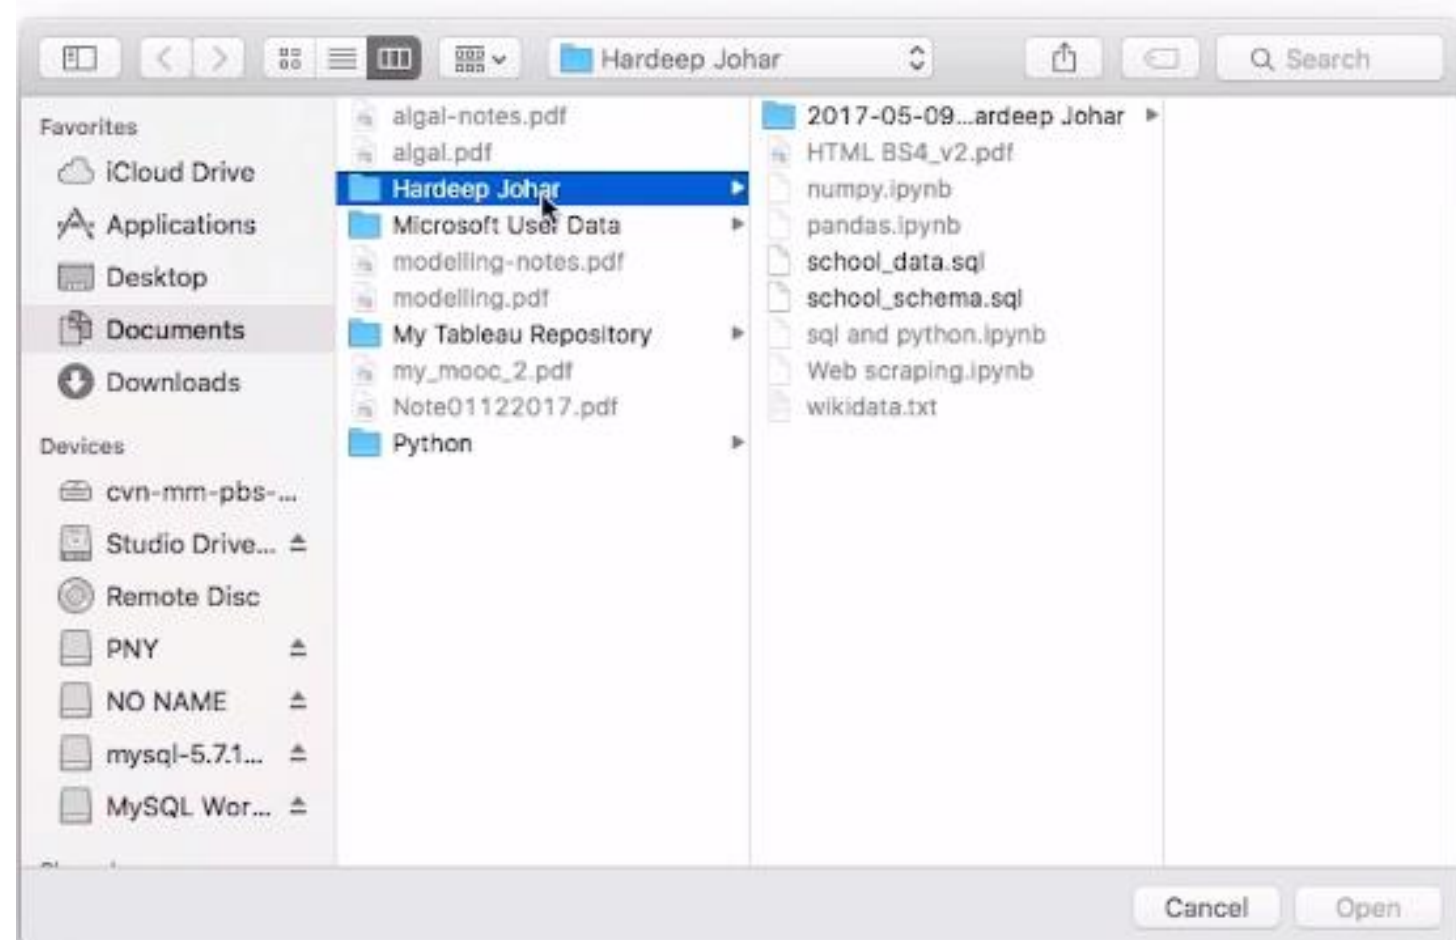 Hardeep Johar
Search
Favorites
iCloud Drive
Applications
Desktop
Documents
Downloads
Devices
cvn-mm-pbs-...
Studio Drive...
Remote Disc
PNY
NO NAME
mysql-5.7.1...
MySQL Wor...
algal-notes.pdf
algal.pdf
Hardeep Johar
Microsoft User Data
modelling-notes.pdf
modelling.pdf
My Tableau Repository
my_mooc_2.pdf
Note01122017.pdf
Python
2017-05-09...ardeep Johar
HTML BS4_v2.pdf
numpy.ipynb
pandas.ipynb
school_data.sql
school_schema.sql
sql and python.ipynb
Web scraping.ipynb
wikidata.txt
Cancel
Open